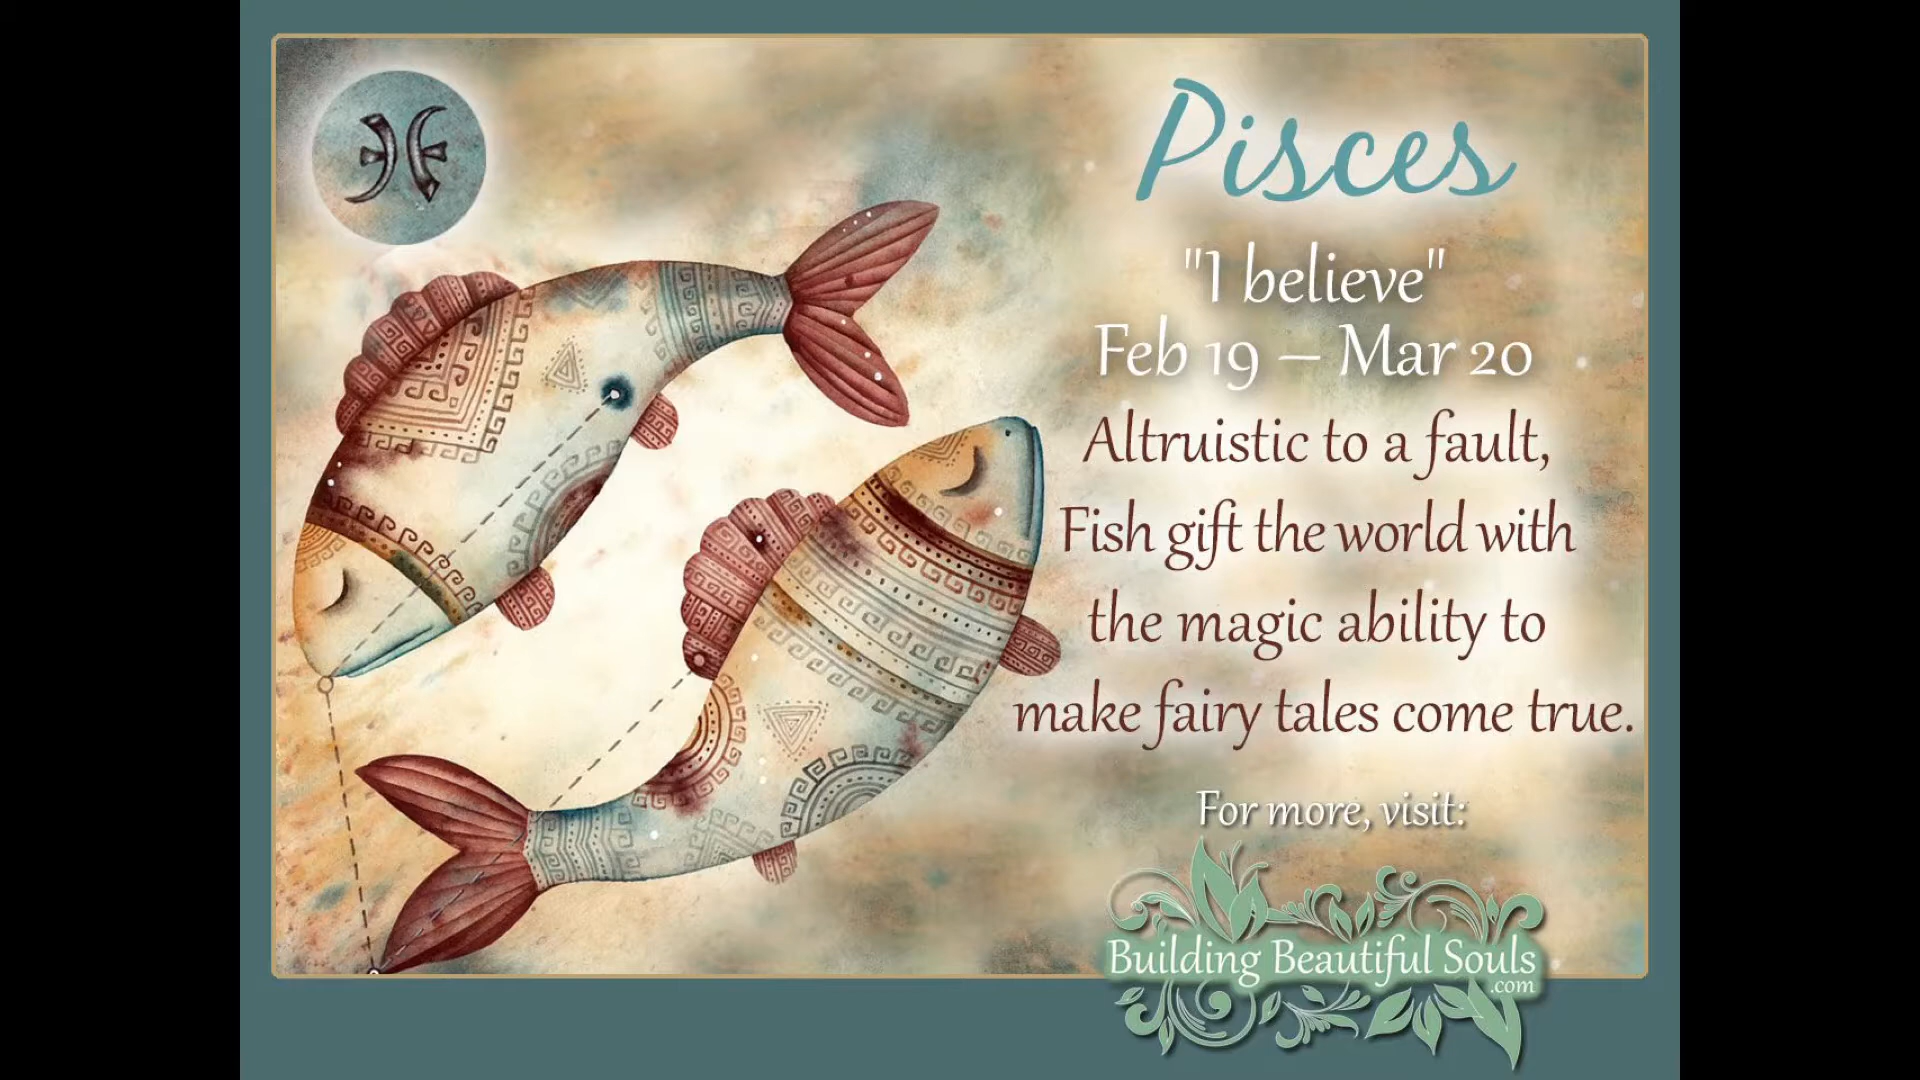 Pisces
"I believe"
Feb 19 – Mar 20
Altruistic to a fault,
Fish gift the world with
the magic ability to
make fairy tales come true.
For more, visit:
Building Beautiful Souls
.com